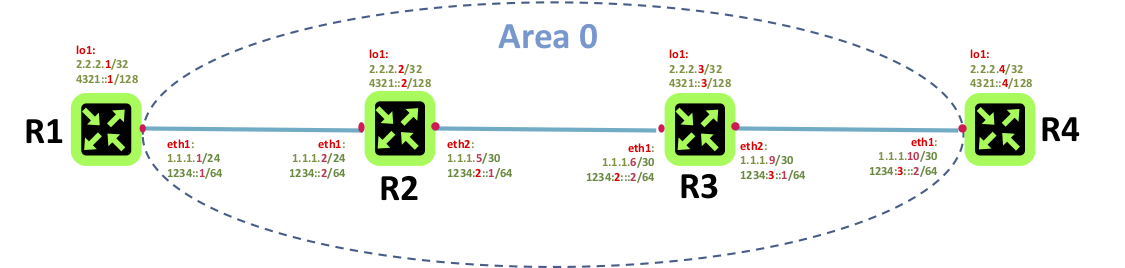 Area 0
lo1:
2.2.2.1/32
4321::1/128
lo1:
2.2.2.2/32
4321::2/128
lo1:
2.2.2.3/32
4321::3/128
lo1:
2.2.2.4/32
4321::4/128
R1
R2
R3
R4
eth1:
1.1.1.1/24
1234::1/64
eth1:
1.1.1.2/24
1234::2/64
eth2:
1.1.1.5/30
1234:2::1/64
eth1:
1.1.1.6/30
1234:2:::2/64
eth2:
1.1.1.9/30
1234:3::1/64
eth1:
1.1.1.10/30
1234:3:::2/64